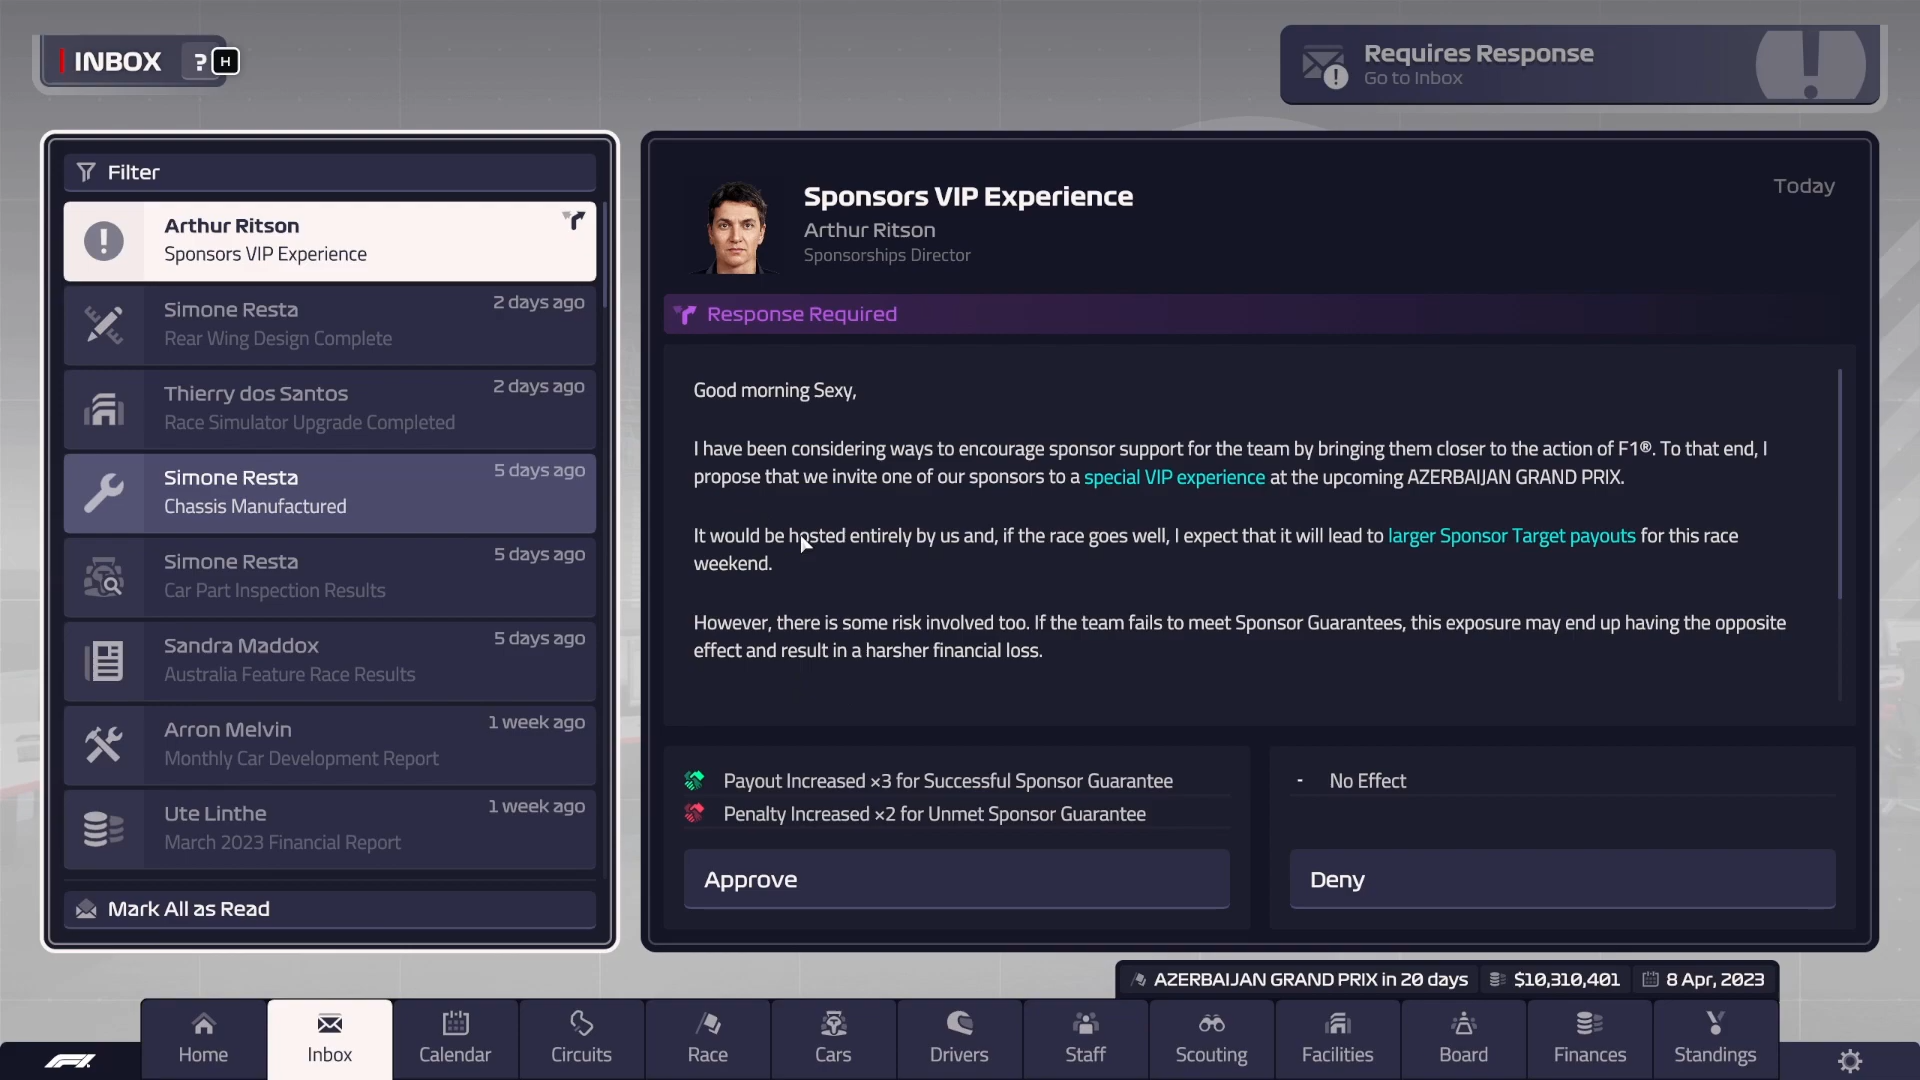 INBOX
? H
Requires Response
Go to Inbox
Filter
Arthur Ritson
Sponsors VIP Experience
Simone Resta
2 days ago
Rear Wing Design Complete
Thierry dos Santos
2 days ago
Race Simulator Upgrade Completed
Simone Resta
5 days ago
Chassis Manufactured
Simone Resta
5 days ago
Car Part Inspection Results
Sandra Maddox
5 days ago
Australia Feature Race Results
Arron Melvin
1 week ago
Monthly Car Development Report
Ute Linthe
1 week ago
March 2023 Financial Report
Mark All as Read
Sponsors VIP Experience
Today
Arthur Ritson
Sponsorships Director
Response Required
Good morning Sexy,
I have been considering ways to encourage sponsor support for the team by bringing them closer to the action of F1®. To that end, I
propose that we invite one of our sponsors to a special VIP experience at the upcoming AZERBAIJAN GRAND PRIX.
It would be hosted entirely by us and, if the race goes well, I expect that it will lead to larger Sponsor Target payouts for this race
weekend.
However, there is some risk involved too. If the team fails to meet Sponsor Guarantees, this exposure may end up having the opposite
effect and result in a harsher financial loss.
Payout Increased ×3 for Successful Sponsor Guarantee
Penalty Increased ×2 for Unmet Sponsor Guarantee
Approve
- No Effect
Deny
AZERBAIJAN GRAND PRIX in 20 days
$10,310,401
8 Apr, 2023
F1
Home
Inbox
Calendar
Circuits
Race
Cars
Drivers
Staff
Scouting
Facilities
Board
Finances
Standings